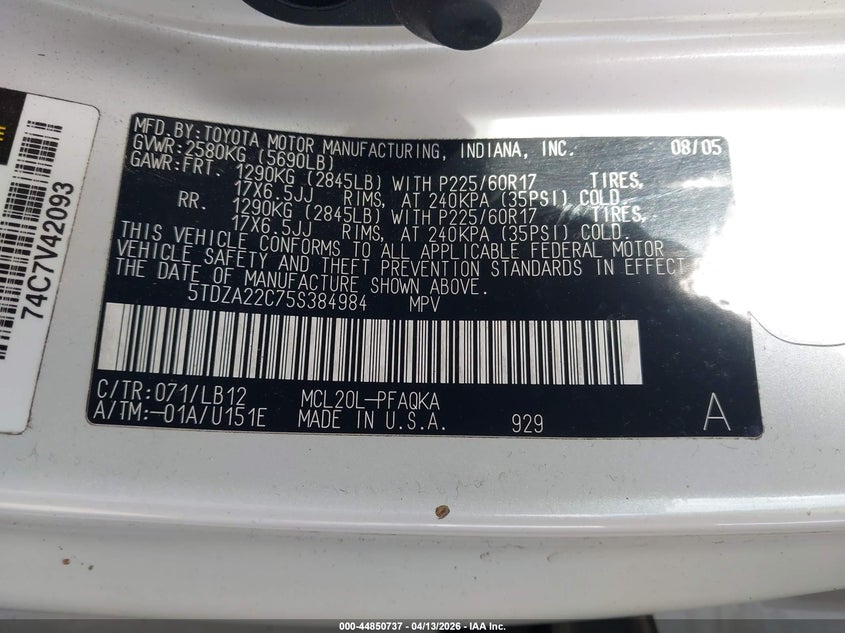 MFD.BY:TOYOTA MOTOR MANUFACTURING, INDIANA, INC. 08/05
GVWR:2580KG (5690LB)
GAWR:FRT. 1290KG (2845LB) WITH P225/60R17 TIRES,
17X6.5JJ RIMS, AT 240KPA (35PSI) COLD.
RR. 1290KG (2845LB) WITH P225/60R17 TIRES,
17X6.5JJ RIMS, AT 240KPA (35PSI) COLD.
THIS VEHICLE CONFORMS TO ALL APPLICABLE FEDERAL MOTOR
VEHICLE SAFETY AND THEFT PREVENTION STANDARDS IN EFFECT ON
THE DATE OF MANUFACTURE SHOWN ABOVE.
5TDZA22C75S384984 MPV
C/TR:071/LB12 MCL20L-PFAQKA
A/TM:-01A/U151E MADE IN U.S.A. 929 A
74C7V42093
000-44850737 - 04/13/2026 - IAA Inc.